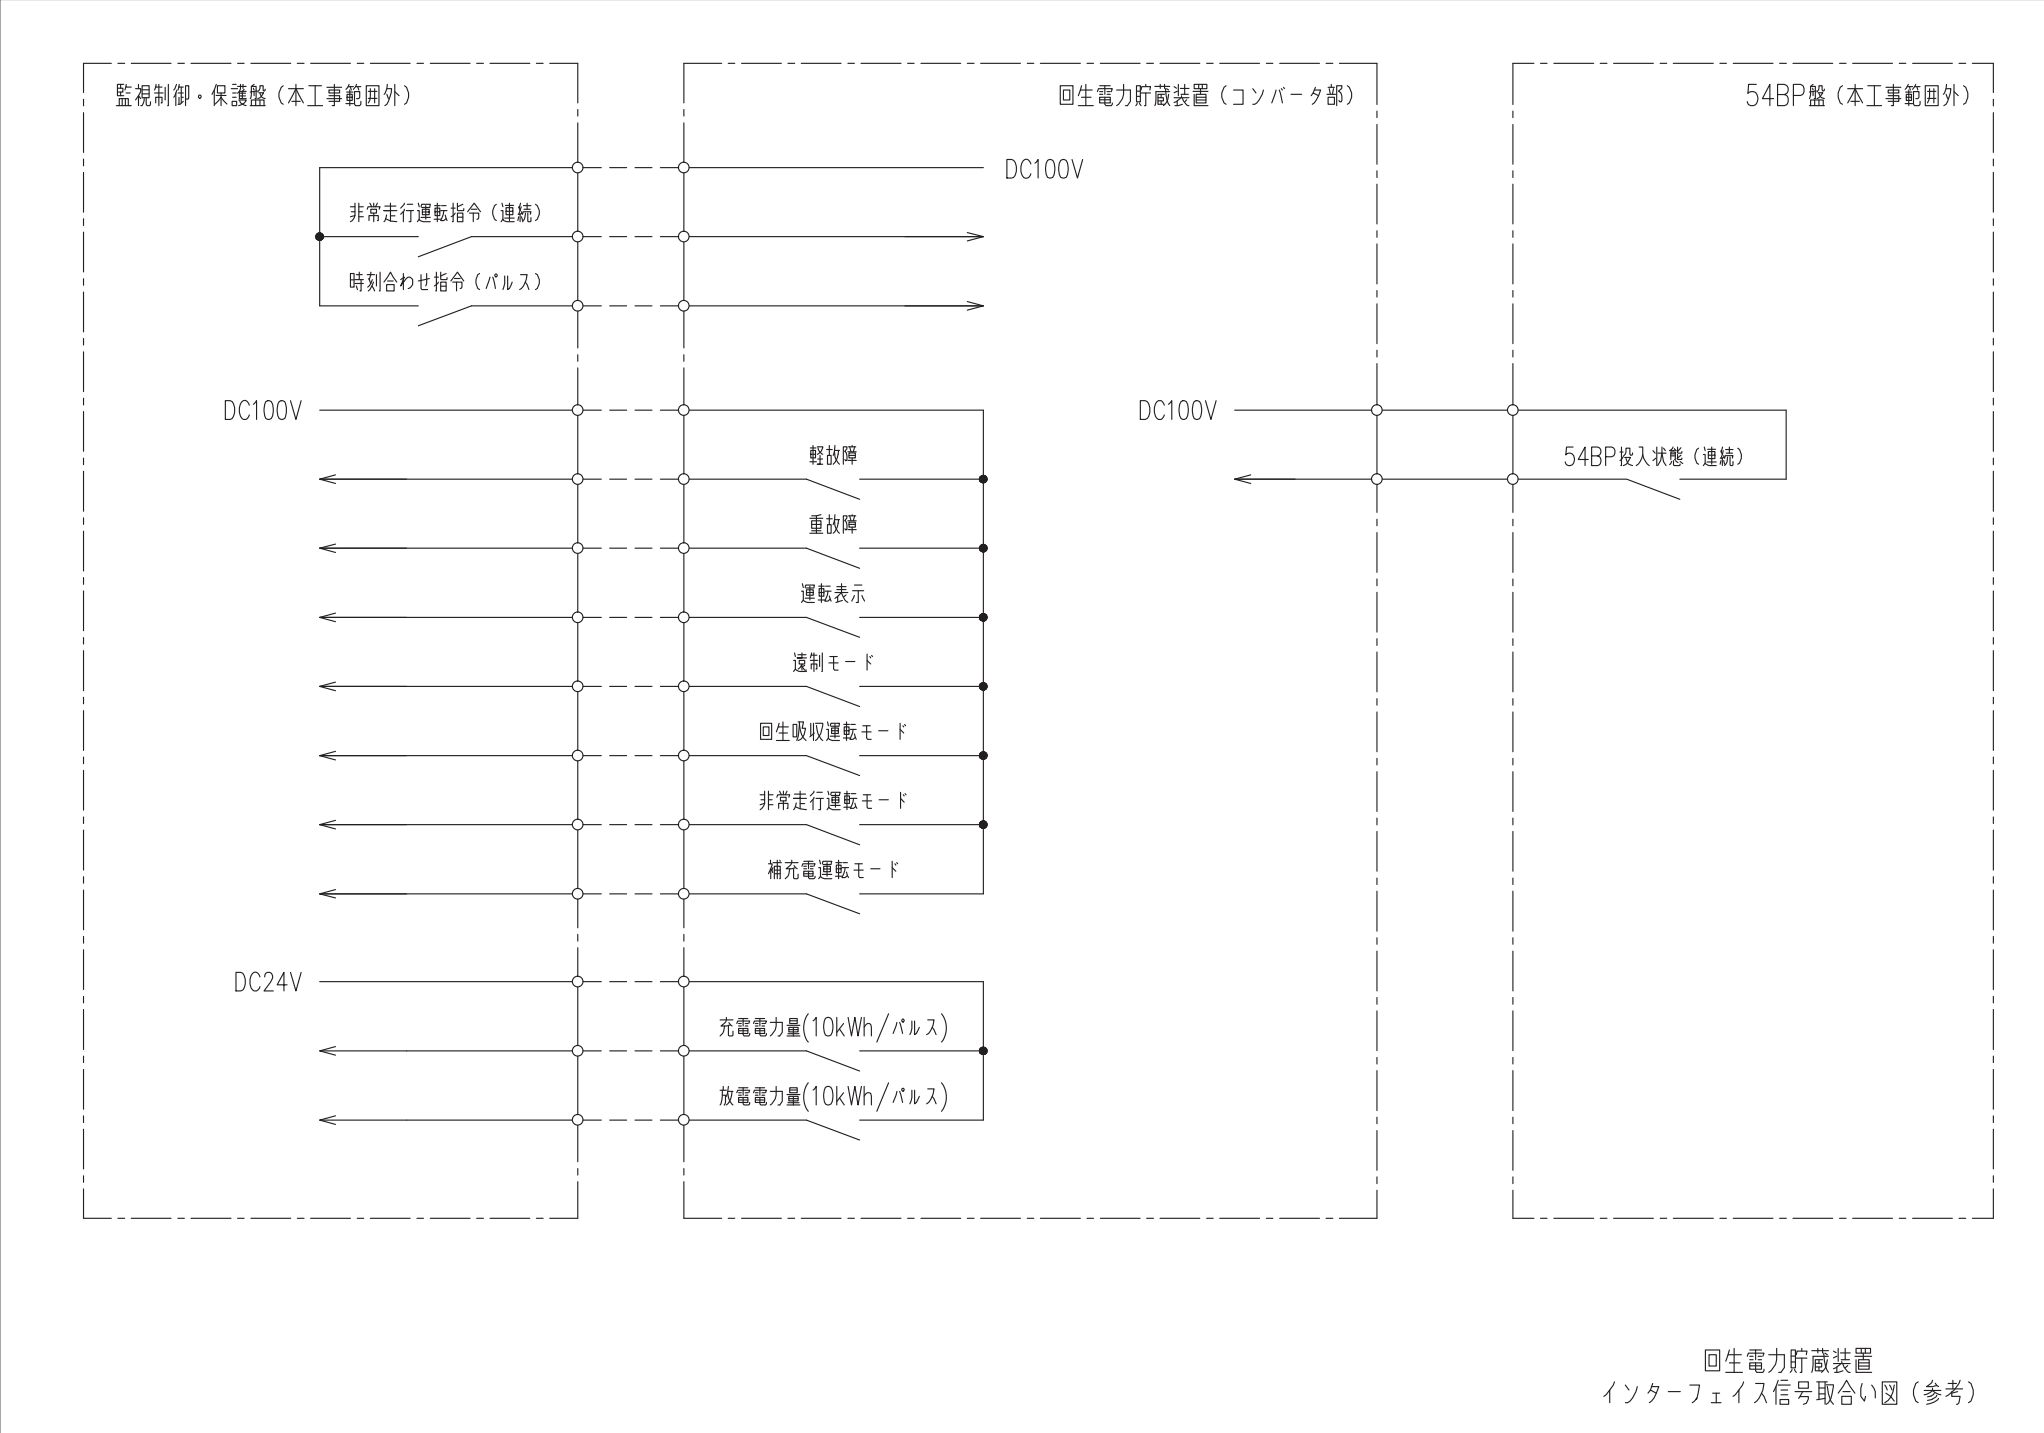 監視制御・保護盤（本工事範囲外）
回生電力貯蔵装置（コンバータ部）
54BP盤（本工事範囲外）
DC100V
非常走行運転指令（連続）
時刻合わせ指令（パルス）
DC100V
DC100V
軽故障
54BP投入状態（連続）
重故障
運転表示
遠制モード
回生吸収運転モード
非常走行運転モード
補充電運転モード
DC24V
充電電力量(10kWh/パルス)
放電電力量(10kWh/パルス)
回生電力貯蔵装置
インターフェイス信号取合い図（参考）